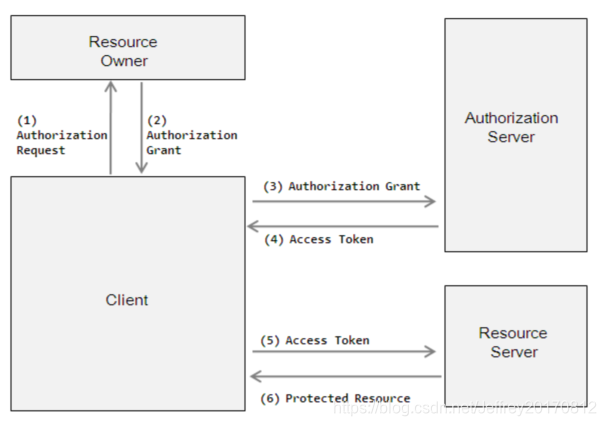 Resource
Owner
(1)
Authorization
Request
(2)
Authorization
Grant
Authorization
Server
(3) Authorization Grant
(4) Access Token
Client
(5) Access Token
Resource
Server
(6) Protected Resource
https://blog.csdn.net/Jeffrey20170812